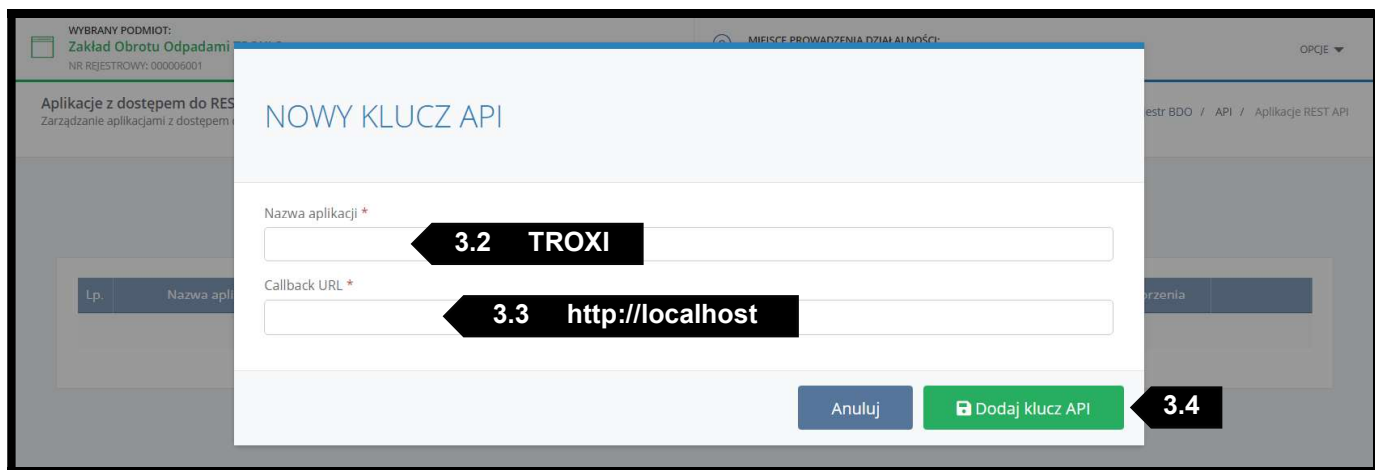 WYBRANY PODMIOT:
Zakład Obrotu Odpadami
NR REJESTROWY: 000006001
MIEJSCE PROWADZENIA DZIAŁALNOŚCI:
OPCJE
Aplikacje z dostępem do RES
Zarządzanie aplikacjami z dostępem
estr BDO / API / Aplikacje REST API
NOWY KLUCZ API
Nazwa aplikacji *
3.2 TROXI
Callback URL *
3.3 http://localhost
Lp. Nazwa apli
orzenia
Anuluj
Dodaj klucz API
3.4